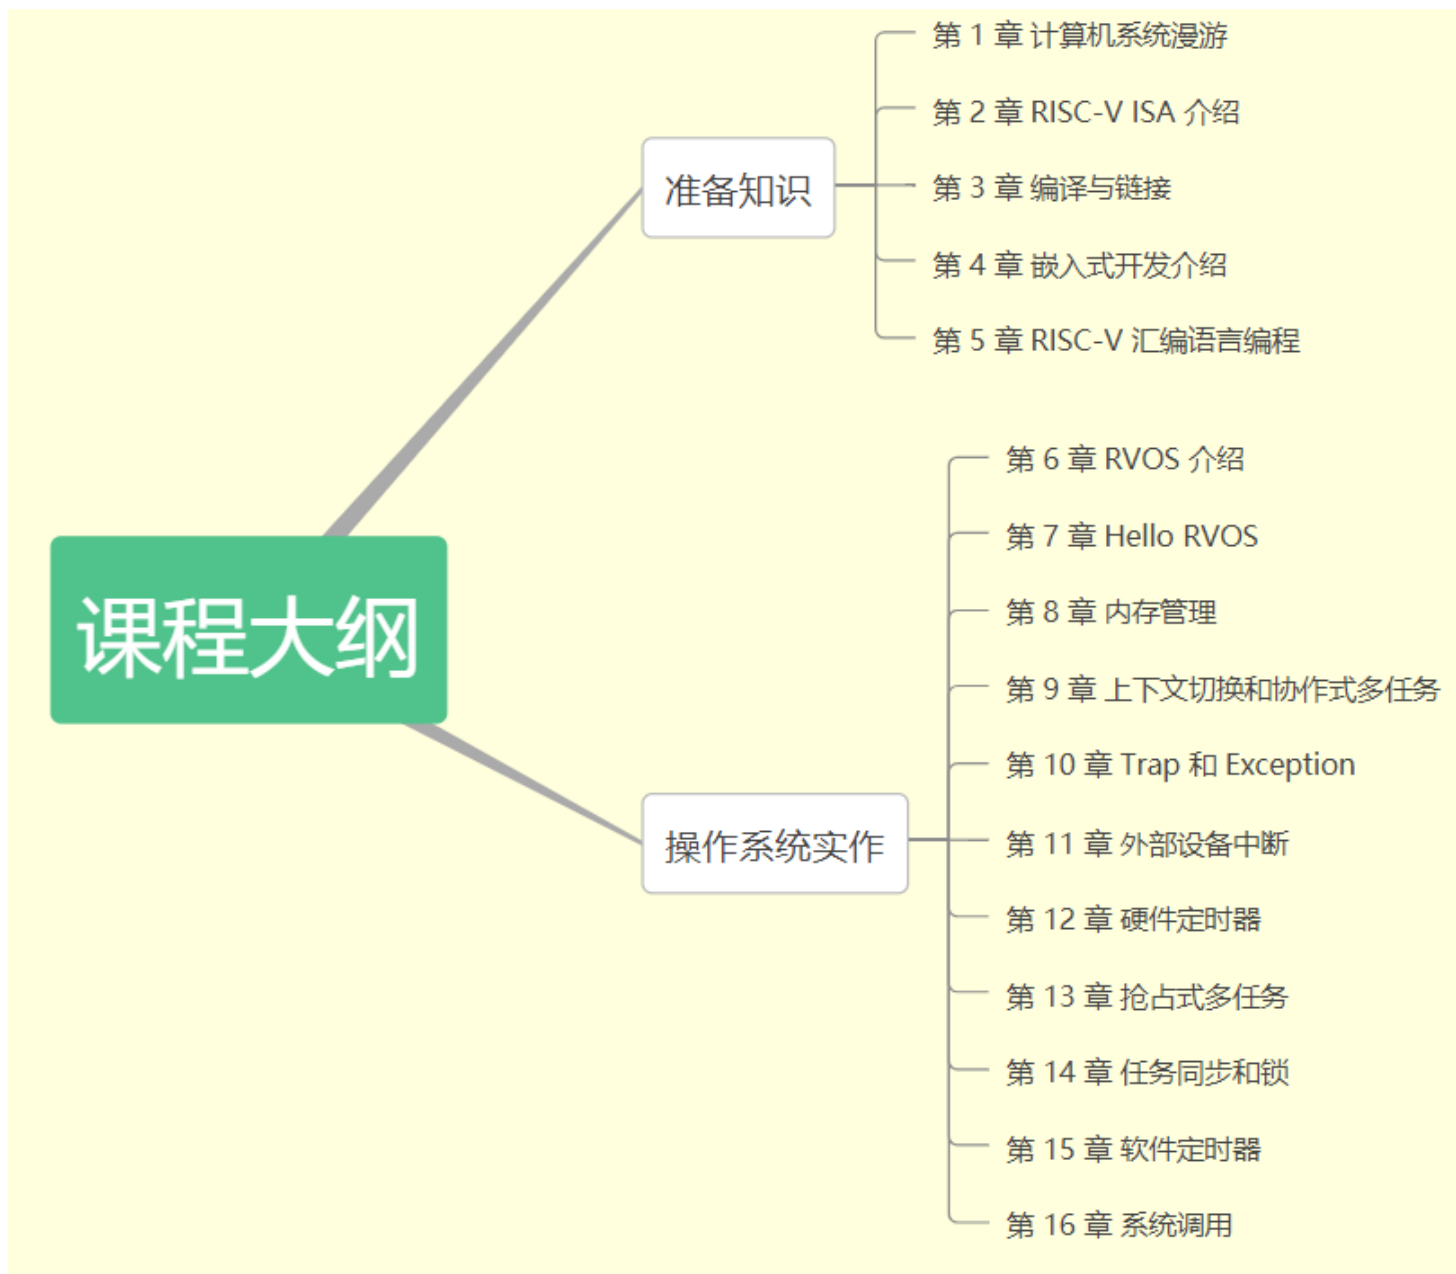 课程大纲
准备知识
第 1 章 计算机系统漫游
第 2 章 RISC-V ISA 介绍
第 3 章 编译与链接
第 4 章 嵌入式开发介绍
第 5 章 RISC-V 汇编语言编程
操作系统实作
第 6 章 RVOS 介绍
第 7 章 Hello RVOS
第 8 章 内存管理
第 9 章 上下文切换和协作式多任务
第 10 章 Trap 和 Exception
第 11 章 外部设备中断
第 12 章 硬件定时器
第 13 章 抢占式多任务
第 14 章 任务同步和锁
第 15 章 软件定时器
第 16 章 系统调用